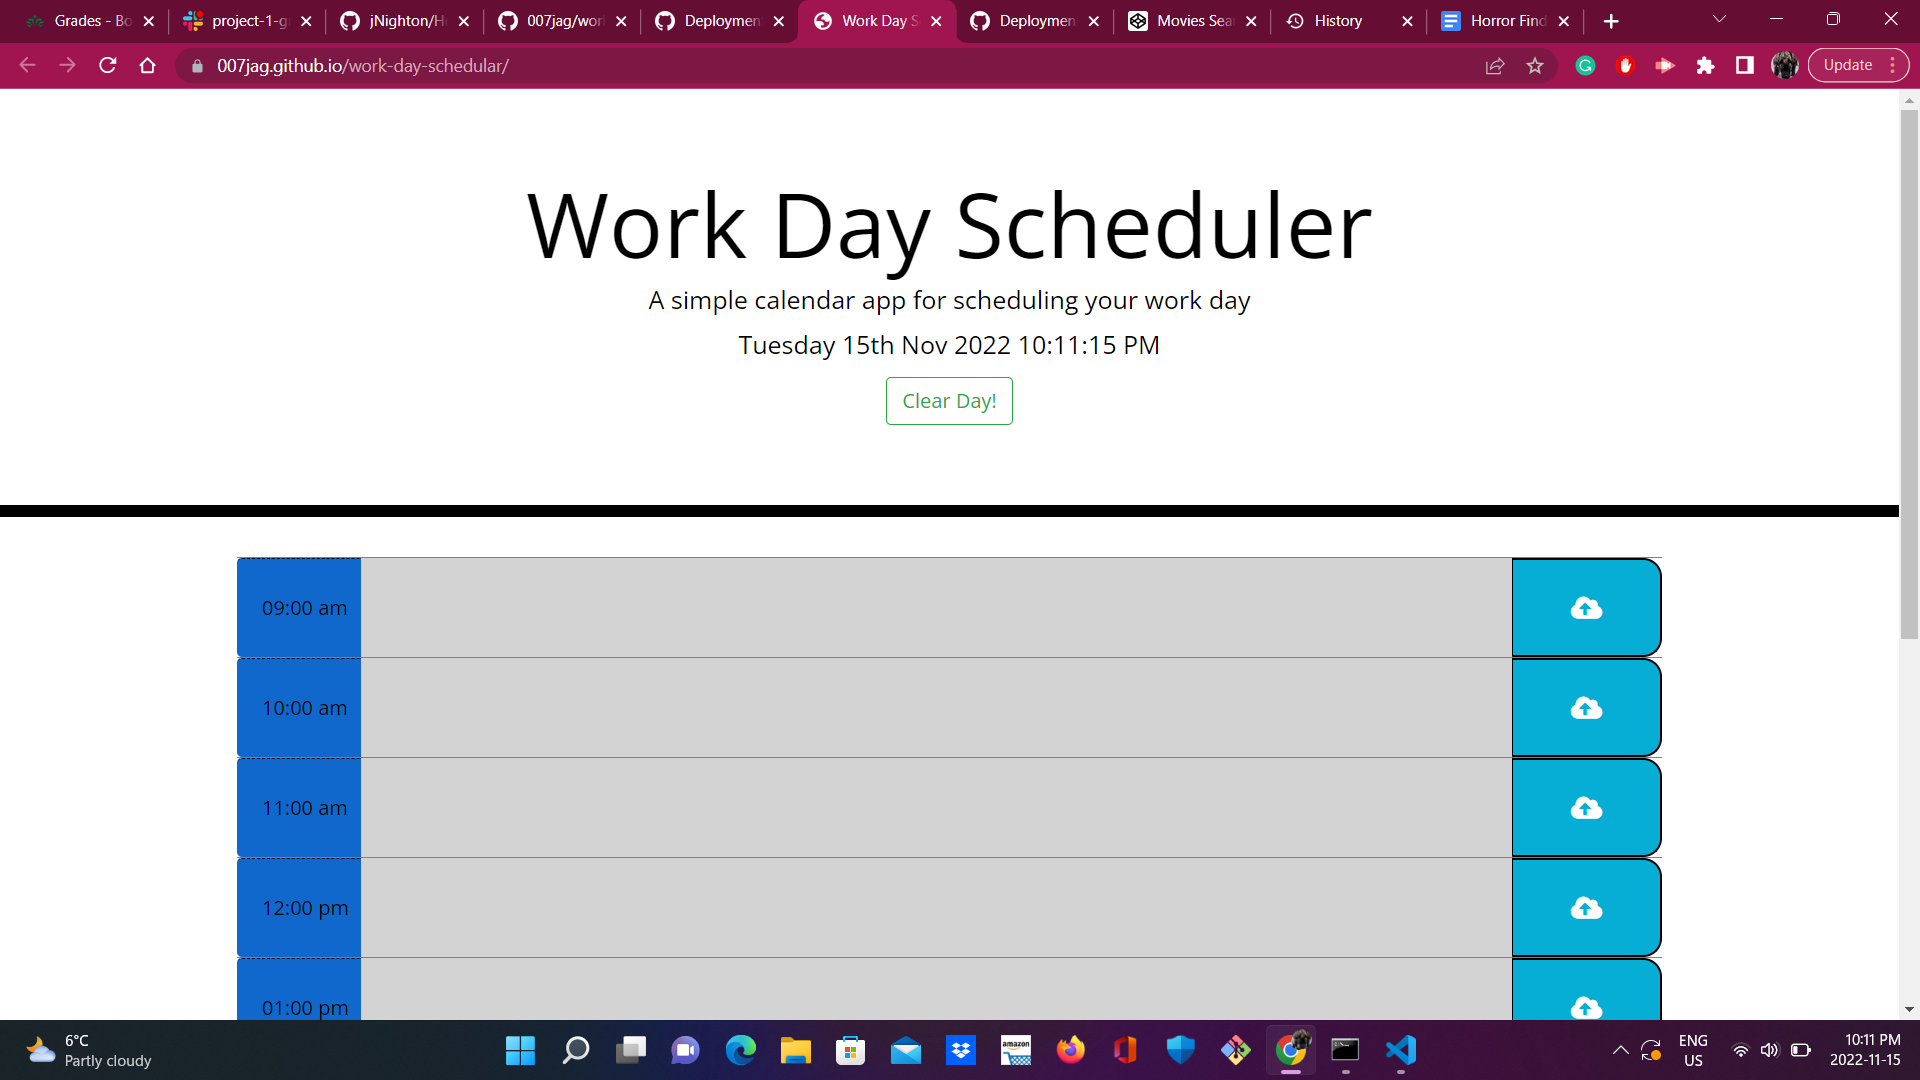 Grades - Bo
project-1-g
jNighton/H
007jag/wor
Deploymen
Work Day S
Deploymen
Movies Sea
History
Horror Find
007jag.github.io/work-day-schedular/
Update
Work Day Scheduler
A simple calendar app for scheduling your work day
Tuesday 15th Nov 2022 10:11:15 PM
Clear Day!
09:00 am
10:00 am
11:00 am
12:00 pm
01:00 pm
6°C
Partly cloudy
amazon
ENG
US
10:11 PM
2022-11-15